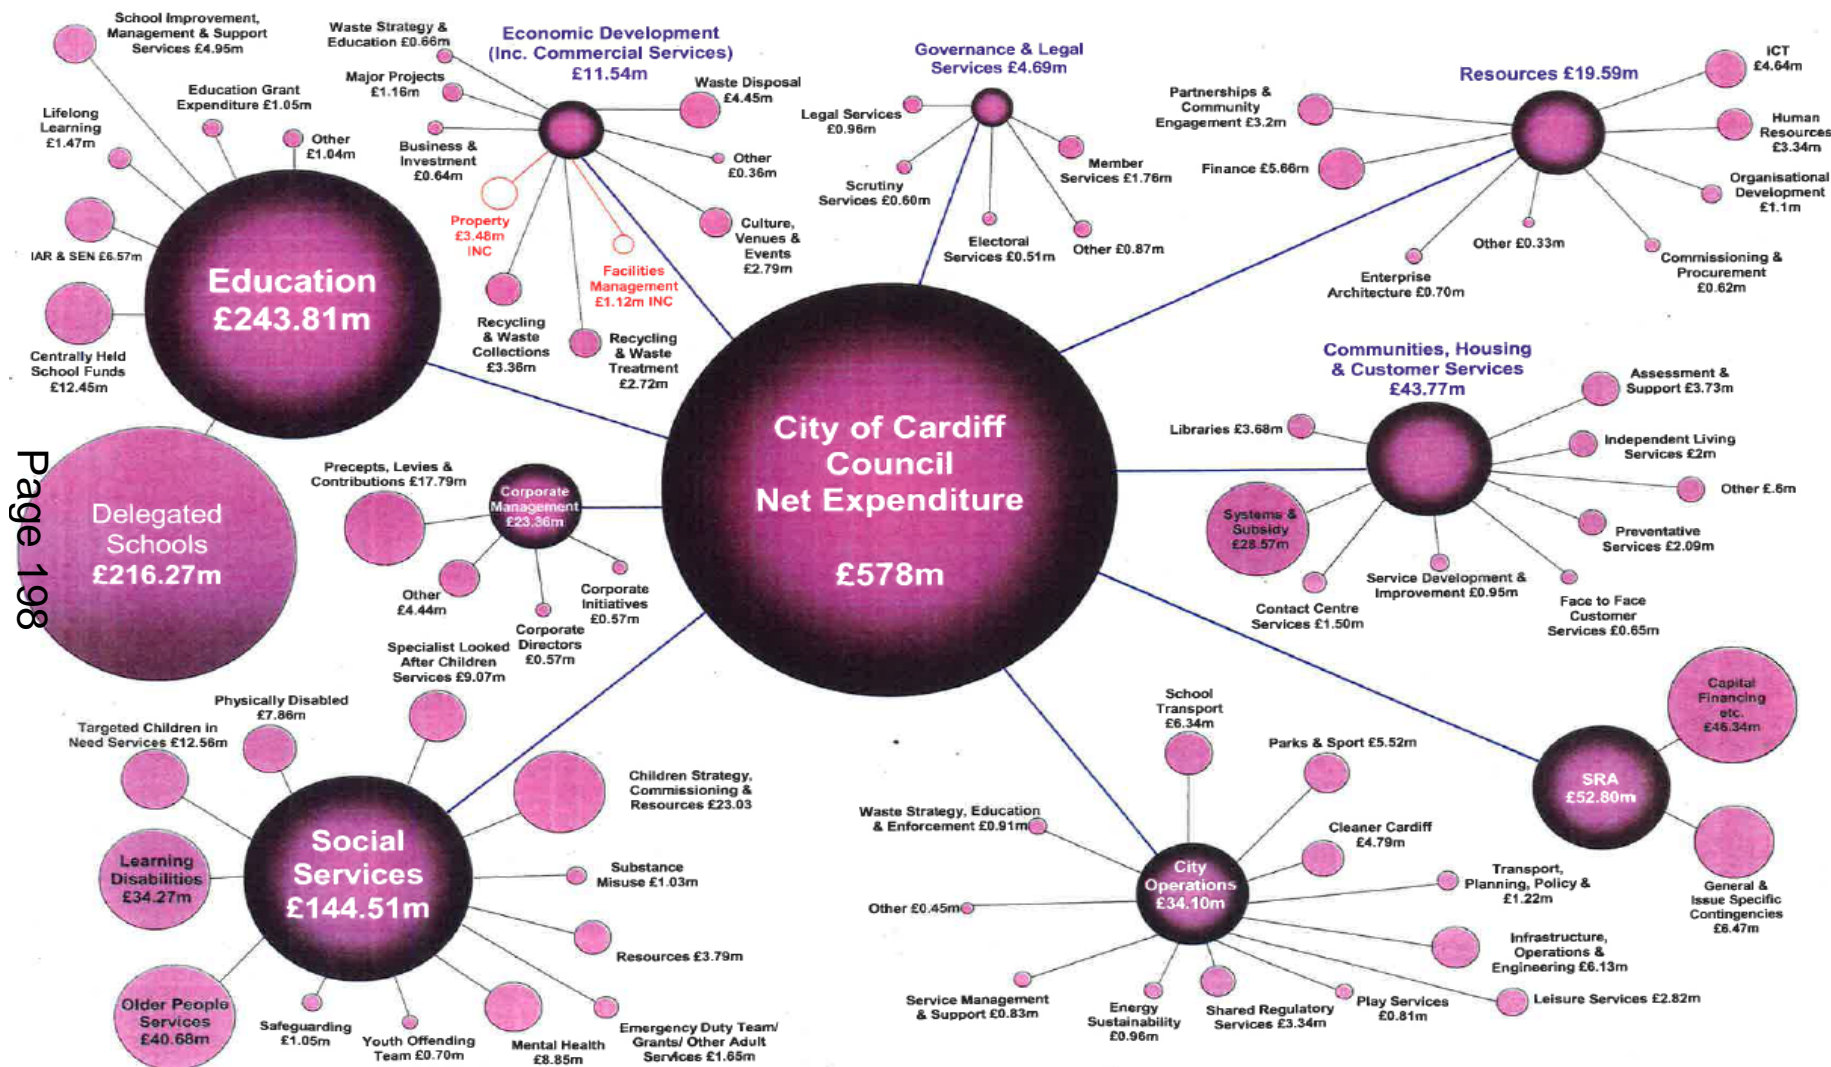 School Improvement,
Management & Support
Services £4.95m
Education Grant
Expenditure £1.05m
Lifelong
Learning
£1.47m
Other
£1.04m
IAR & SEN £6.57m
Centrally Held
School Funds
£12.45m
Education
£243.81m
Delegated
Schools
£216.27m
Page 198
Economic Development
(Inc. Commercial Services)
£11.54m
Waste Strategy &
Education £0.66m
Major Projects
£1.16m
Business &
Investment
£0.64m
Property
£3.48m
INC
Recycling
& Waste
Collections
£3.36m
Recycling
& Waste
Treatment
£2.72m
Facilities
Management
£1.12m INC
Culture,
Venues &
Events
£2.79m
Other
£0.36m
Waste Disposal
£4.45m
Governance & Legal
Services £4.69m
Legal Services
£0.96m
Scrutiny
Services £0.60m
Electoral
Services £0.51m
Other £0.87m
Member
Services £1.76m
Resources £19.59m
Partnerships &
Community
Engagement £3.2m
Finance £5.66m
Enterprise
Architecture £0.70m
Other £0.33m
Commissioning &
Procurement
£0.62m
Organisational
Development
£1.1m
Human
Resources
£3.34m
ICT
£4.64m
City of Cardiff
Council
Net Expenditure
£578m
Communities, Housing
& Customer Services
£43.77m
Libraries £3.68m
Systems &
Subsidy
£28.57m
Contact Centre
Services £1.50m
Service Development &
Improvement £0.95m
Face to Face
Customer
Services £0.65m
Preventative
Services £2.09m
Other £.6m
Independent Living
Services £2m
Assessment &
Support £3.73m
Corporate
Management
£23.36m
Precepts, Levies &
Contributions £17.79m
Other
£4.44m
Corporate
Directors
£0.57m
Corporate
Initiatives
£0.57m
Social
Services
£144.51m
Specialist Looked
After Children
Services £9.07m
Physically Disabled
£7.86m
Targeted Children in
Need Services £12.56m
Learning
Disabilities
£34.27m
Older People
Services
£40.68m
Safeguarding
£1.05m
Youth Offending
Team £0.70m
Mental Health
£8.85m
Emergency Duty Team/
Grants/ Other Adult
Services £1.65m
Resources £3.79m
Substance
Misuse £1.03m
Children Strategy,
Commissioning &
Resources £23.03
City
Operations
£34.10m
School
Transport
£6.34m
Parks & Sport £5.52m
Cleaner Cardiff
£4.79m
Transport,
Planning, Policy &
£1.22m
Infrastructure,
Operations &
Engineering £6.13m
Leisure Services £2.82m
Play Services
£0.81m
Shared Regulatory
Services £3.34m
Energy
Sustainability
£0.96m
Service Management
& Support £0.83m
Other £0.45m
Waste Strategy, Education
& Enforcement £0.91m
SRA
£52.80m
Capital
Financing
etc.
£46.34m
General &
Issue Specific
Contingencies
£6.47m